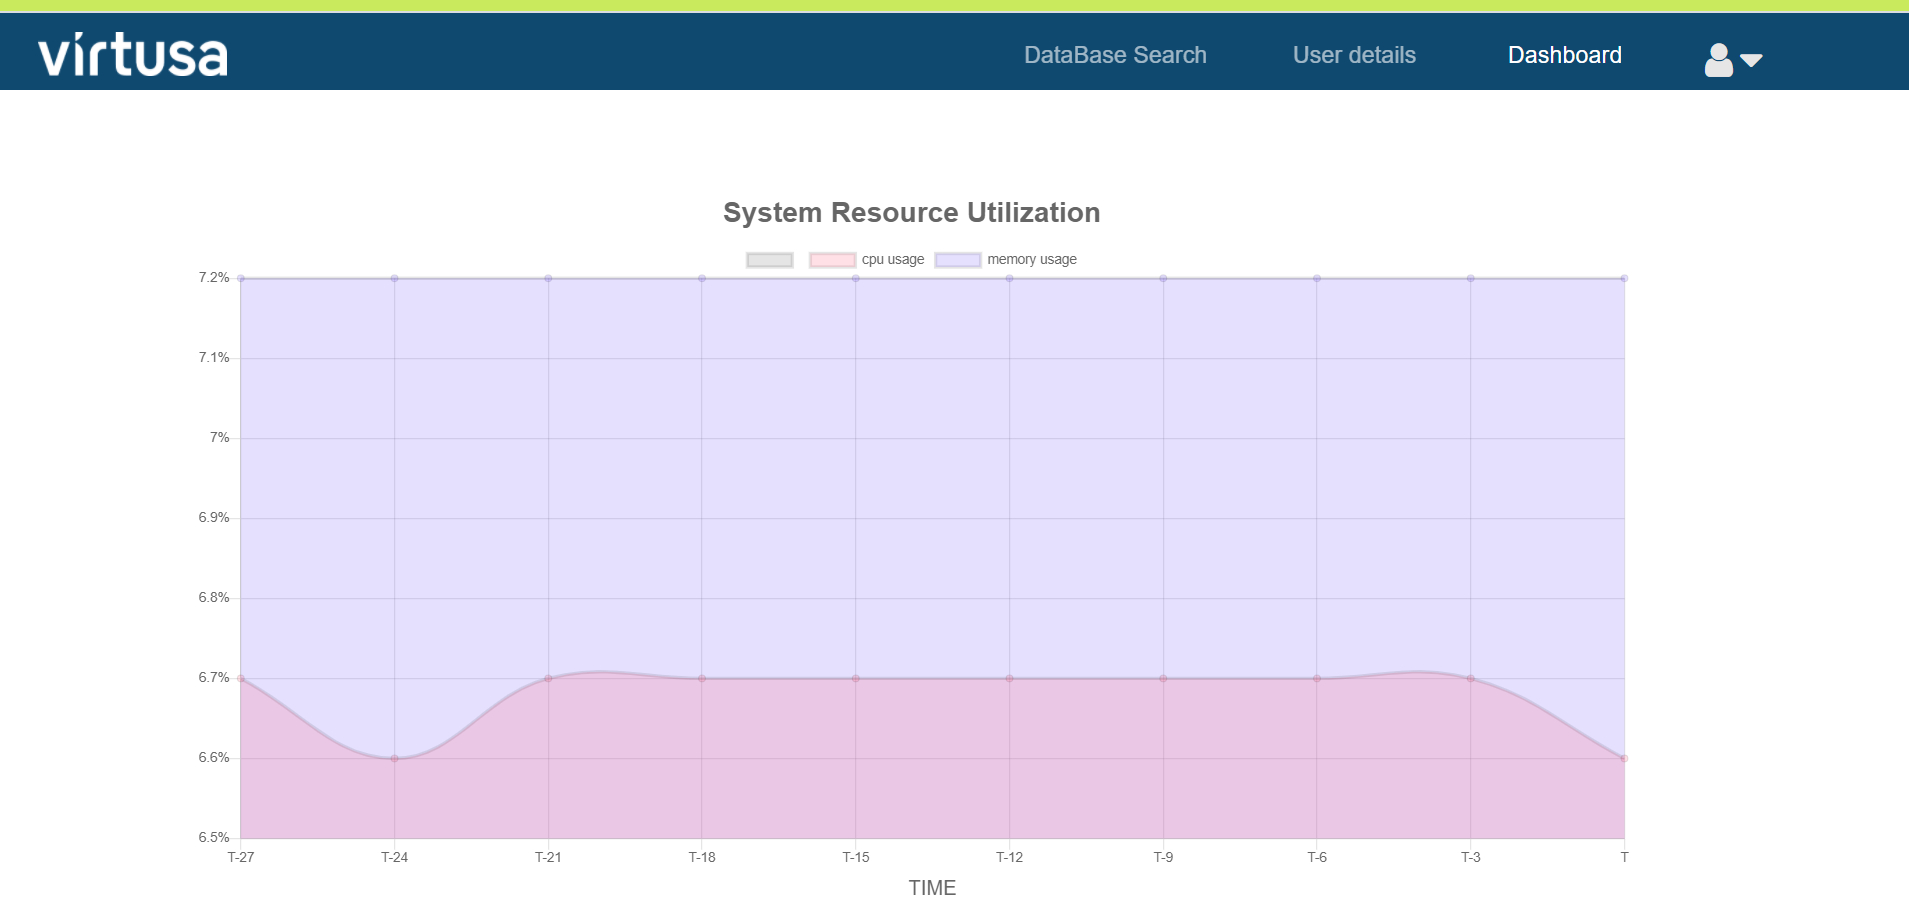 virtusa
DataBase Search User details Dashboard
System Resource Utilization
cpu usage memory usage
7.2%
7.1%
7%
6.9%
6.8%
6.7%
6.6%
6.5%
T-27 T-24 T-21 T-18 T-15 T-12 T-9 T-6 T-3 T
TIME